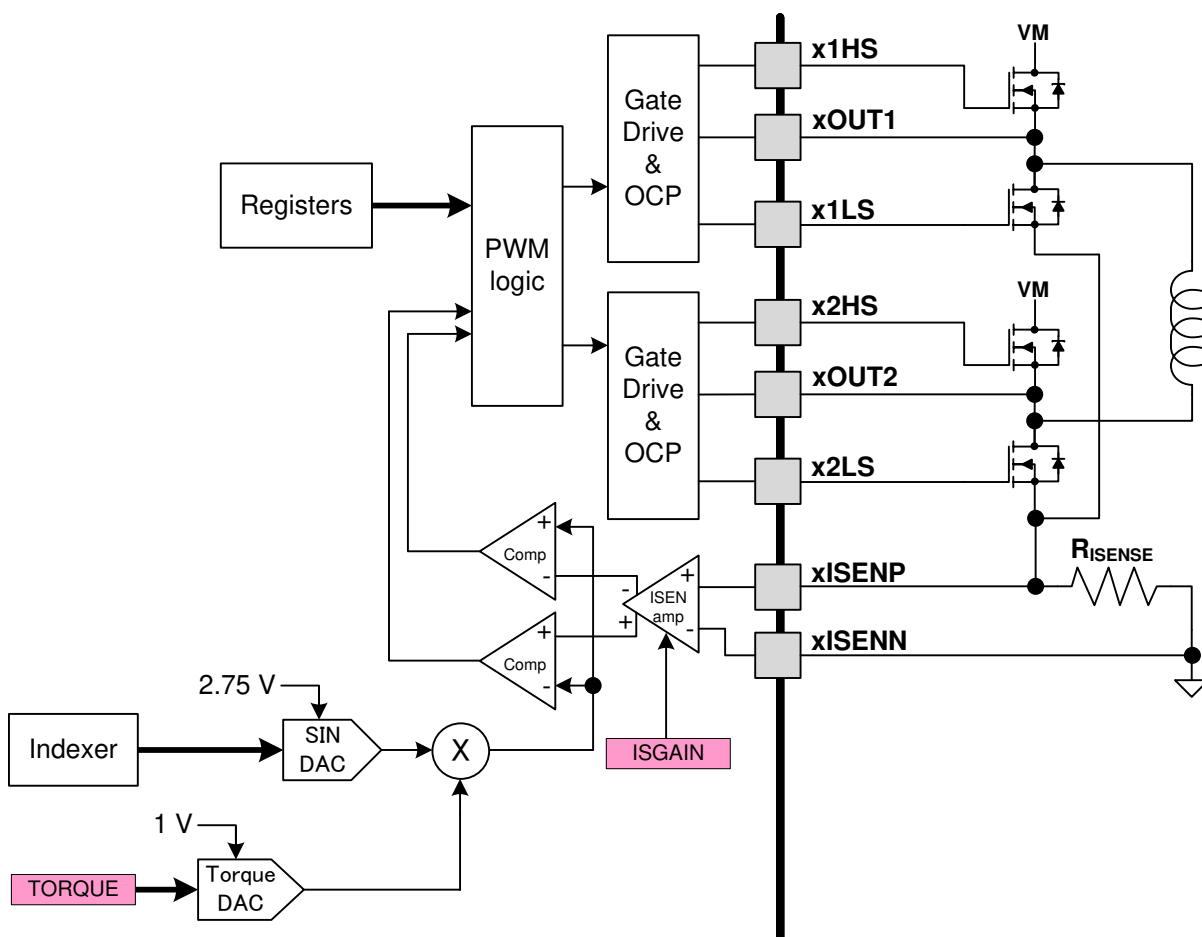 x1HS
VM
Gate
Drive
&
OCP
xOUT1
Registers
PWM
logic
x1LS
x2HS
VM
Gate
Drive
&
OCP
xOUT2
x2LS
+
Comp
-
RISENSE
xISENP
+
-
ISEN
amp
+
-
xISENN
+
Comp
-
2.75 V
Indexer
SIN
DAC
X
ISGAIN
1 V
TORQUE
Torque
DAC